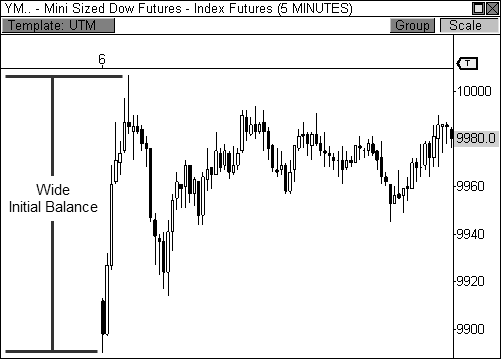 YM.. - Mini Sized Dow Futures - Index Futures (5 MINUTES)
Template: UTM Group Scale
6
T
10000
9980.0
Wide
Initial Balance
9960
9940
9920
9900